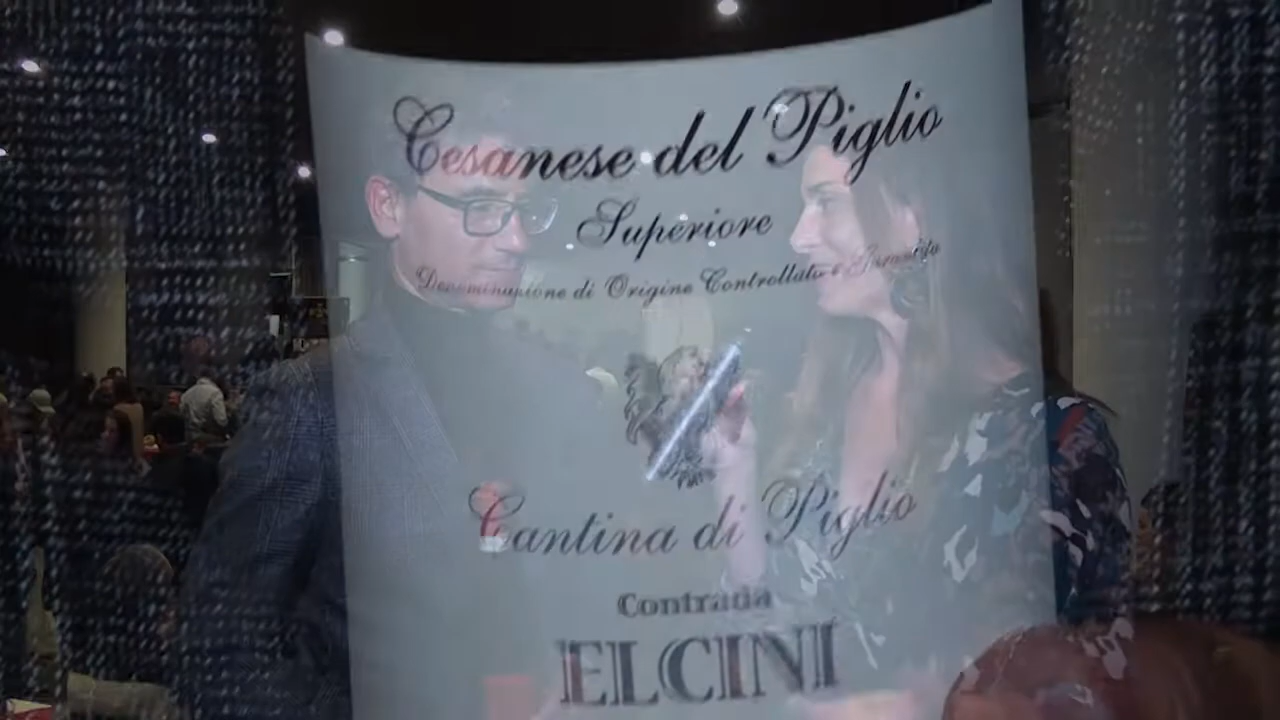 Cesanese del Piglio
Superiore
Denominazione di Origine Controllata e Garantita
Cantina di Piglio
Contrada
ELCINI